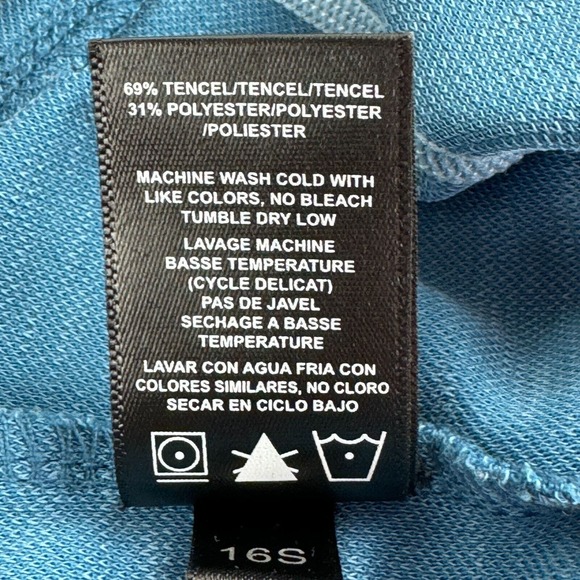 69% TENCEL/TENCEL/TENCEL
31% POLYESTER/POLYESTER
/POLIESTER
MACHINE WASH COLD WITH
LIKE COLORS, NO BLEACH
TUMBLE DRY LOW
LAVAGE MACHINE
BASSE TEMPERATURE
(CYCLE DELICAT)
PAS DE JAVEL
SECHAGE A BASSE
TEMPERATURE
LAVAR CON AGUA FRIA CON
COLORES SIMILARES, NO CLORO
SECAR EN CICLO BAJO
16S